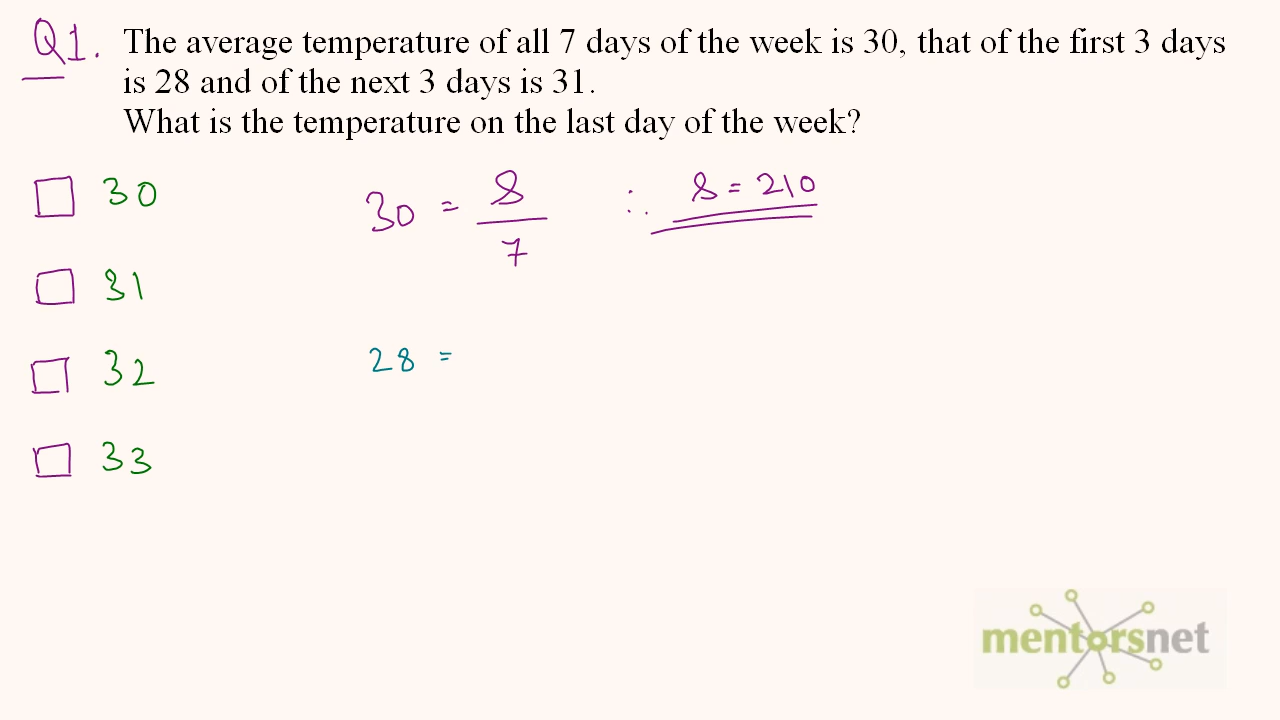 Q1. The average temperature of all 7 days of the week is 30, that of the first 3 days
is 28 and of the next 3 days is 31.
What is the temperature on the last day of the week?
30
30 = S / 7 ∴ S = 210
31
32
28 =
33
mentorsnet